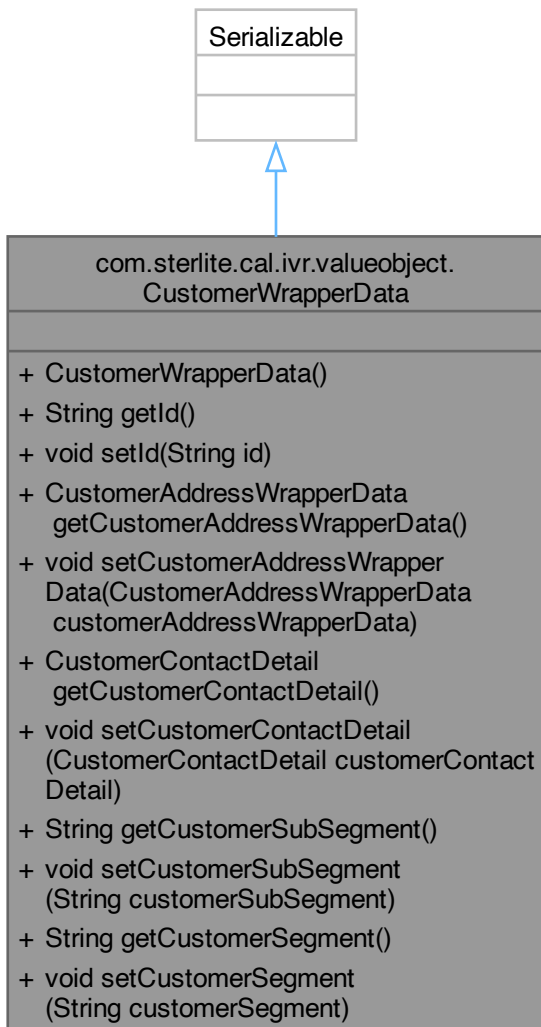 Serializable
com.sterlite.cal.ivr.valueobject.
CustomerWrapperData
+ CustomerWrapperData()
+ String getId()
+ void setId(String id)
+ CustomerAddressWrapperData
getCustomerAddressWrapperData()
+ void setCustomerAddressWrapper
Data(CustomerAddressWrapperData
customerAddressWrapperData)
+ CustomerContactDetail
getCustomerContactDetail()
+ void setCustomerContactDetail
(CustomerContactDetail customerContact
Detail)
+ String getCustomerSubSegment()
+ void setCustomerSubSegment
(String customerSubSegment)
+ String getCustomerSegment()
+ void setCustomerSegment
(String customerSegment)